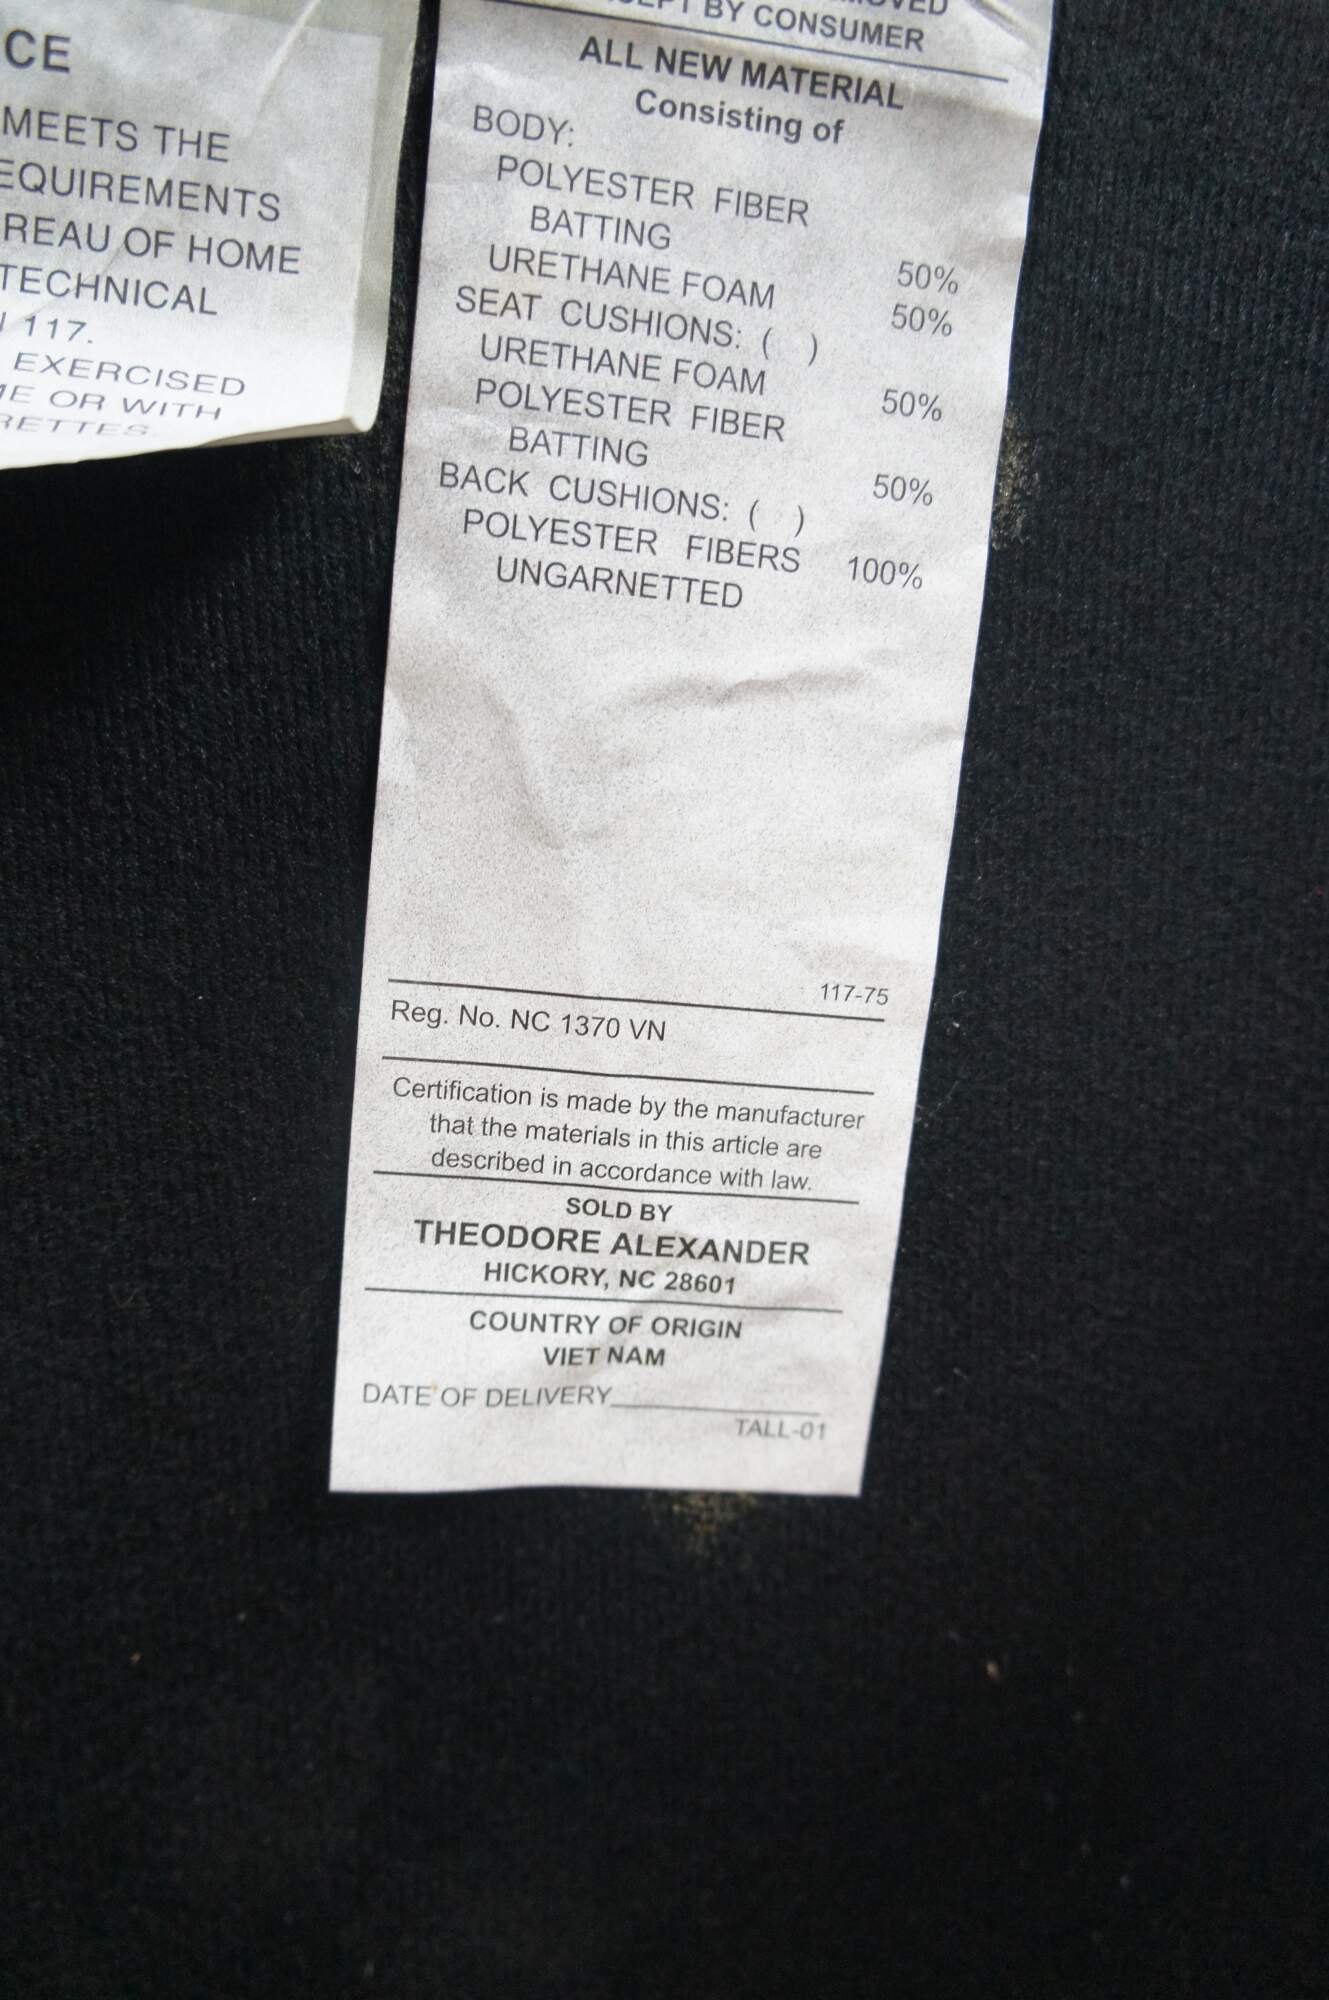 CE
MEETS THE
REAU OF HOME
TECHNICAL
117.
EXERCISED
OR WITH
BY CONSUMER
ALL NEW MATERIAL
Consisting of
BODY:
POLYESTER FIBER
BATTING 50%
URETHANE FOAM 50%
SEAT CUSHIONS: ( )
URETHANE FOAM 50%
POLYESTER FIBER
BATTING 50%
BACK CUSHIONS: ( )
POLYESTER FIBERS 100%
UNGARNETTED
117-75
Reg. No. NC 1370 VN
Certification is made by the manufacturer
that the materials in this article are
described in accordance with law.
SOLD BY
THEODORE ALEXANDER
HICKORY, NC 28601
COUNTRY OF ORIGIN
VIET NAM
DATE OF DELIVERY
TALL-01